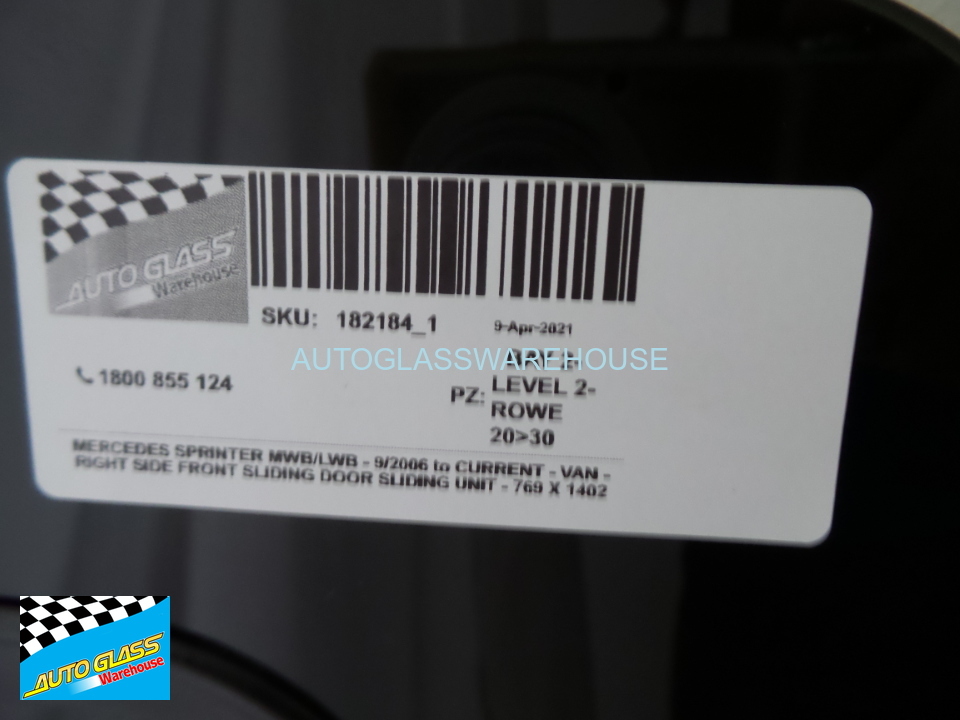 AUTO GLASS
Warehouse
SKU: 182184_1
9-Apr-2021
AUTOGLASSWAREHOUSE
1800 855 124
PZ:
LEVEL 2-
ROWE
20>30
MERCEDES SPRINTER MWB/LWB - 9/2006 to CURRENT - VAN -
RIGHT SIDE FRONT SLIDING DOOR SLIDING UNIT - 769 X 1402
AUTO GLASS
Warehouse